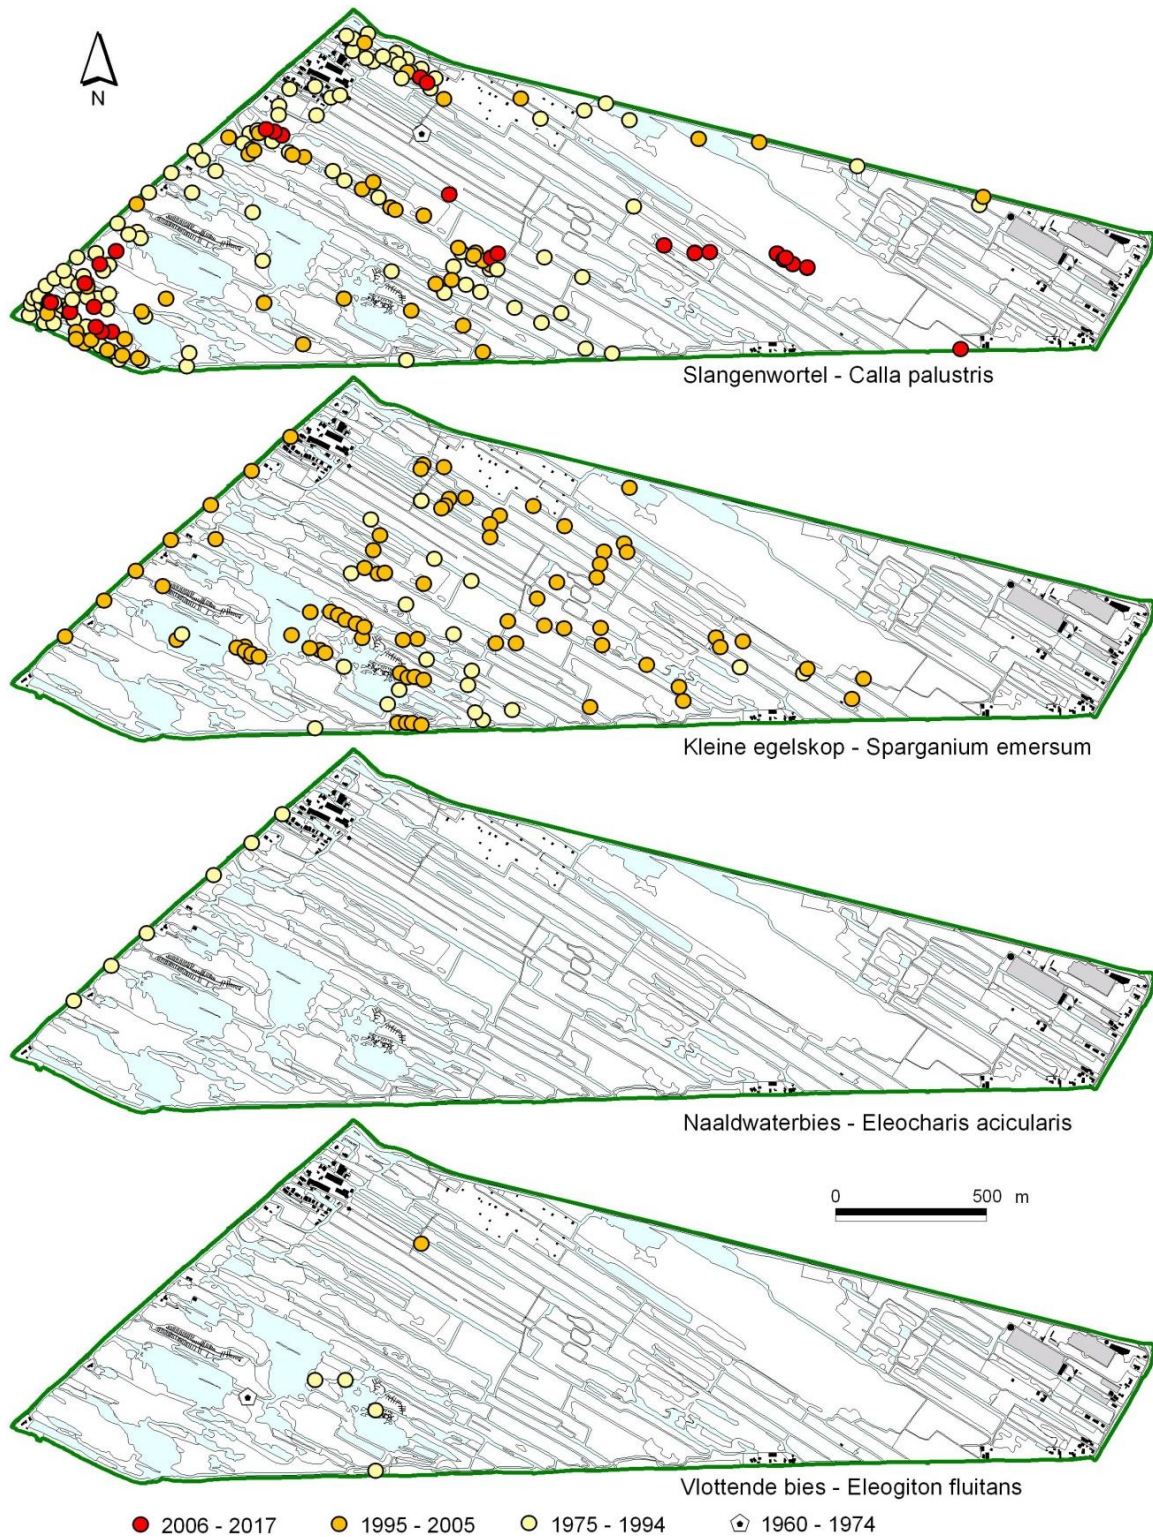 N
Slangenwortel - Calla palustris
Kleine egelskop - Sparganium emersum
Naaldwaterbies - Eleocharis acicularis
0 500 m
Vlottende bies - Eleogiton fluitans
2006 - 2017 1995 - 2005 1975 - 1994 1960 - 1974